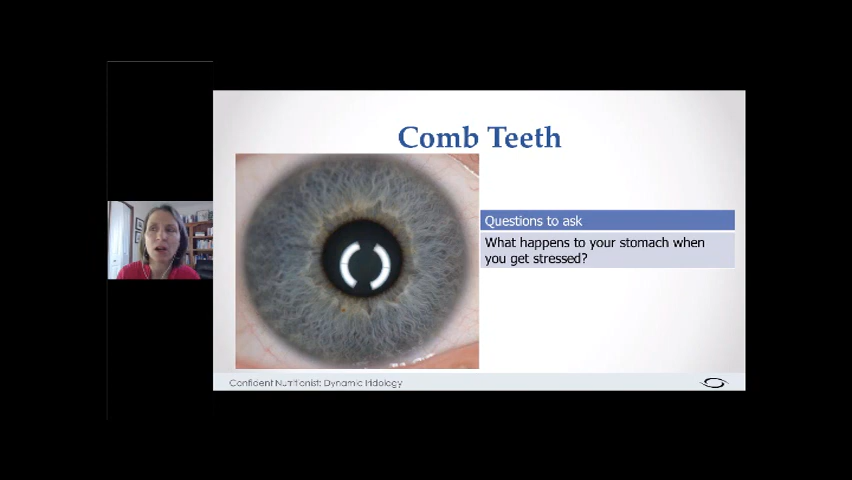 Comb Teeth
Questions to ask
What happens to your stomach when
you get stressed?
Confident Nutritionist: Dynamic Iridology